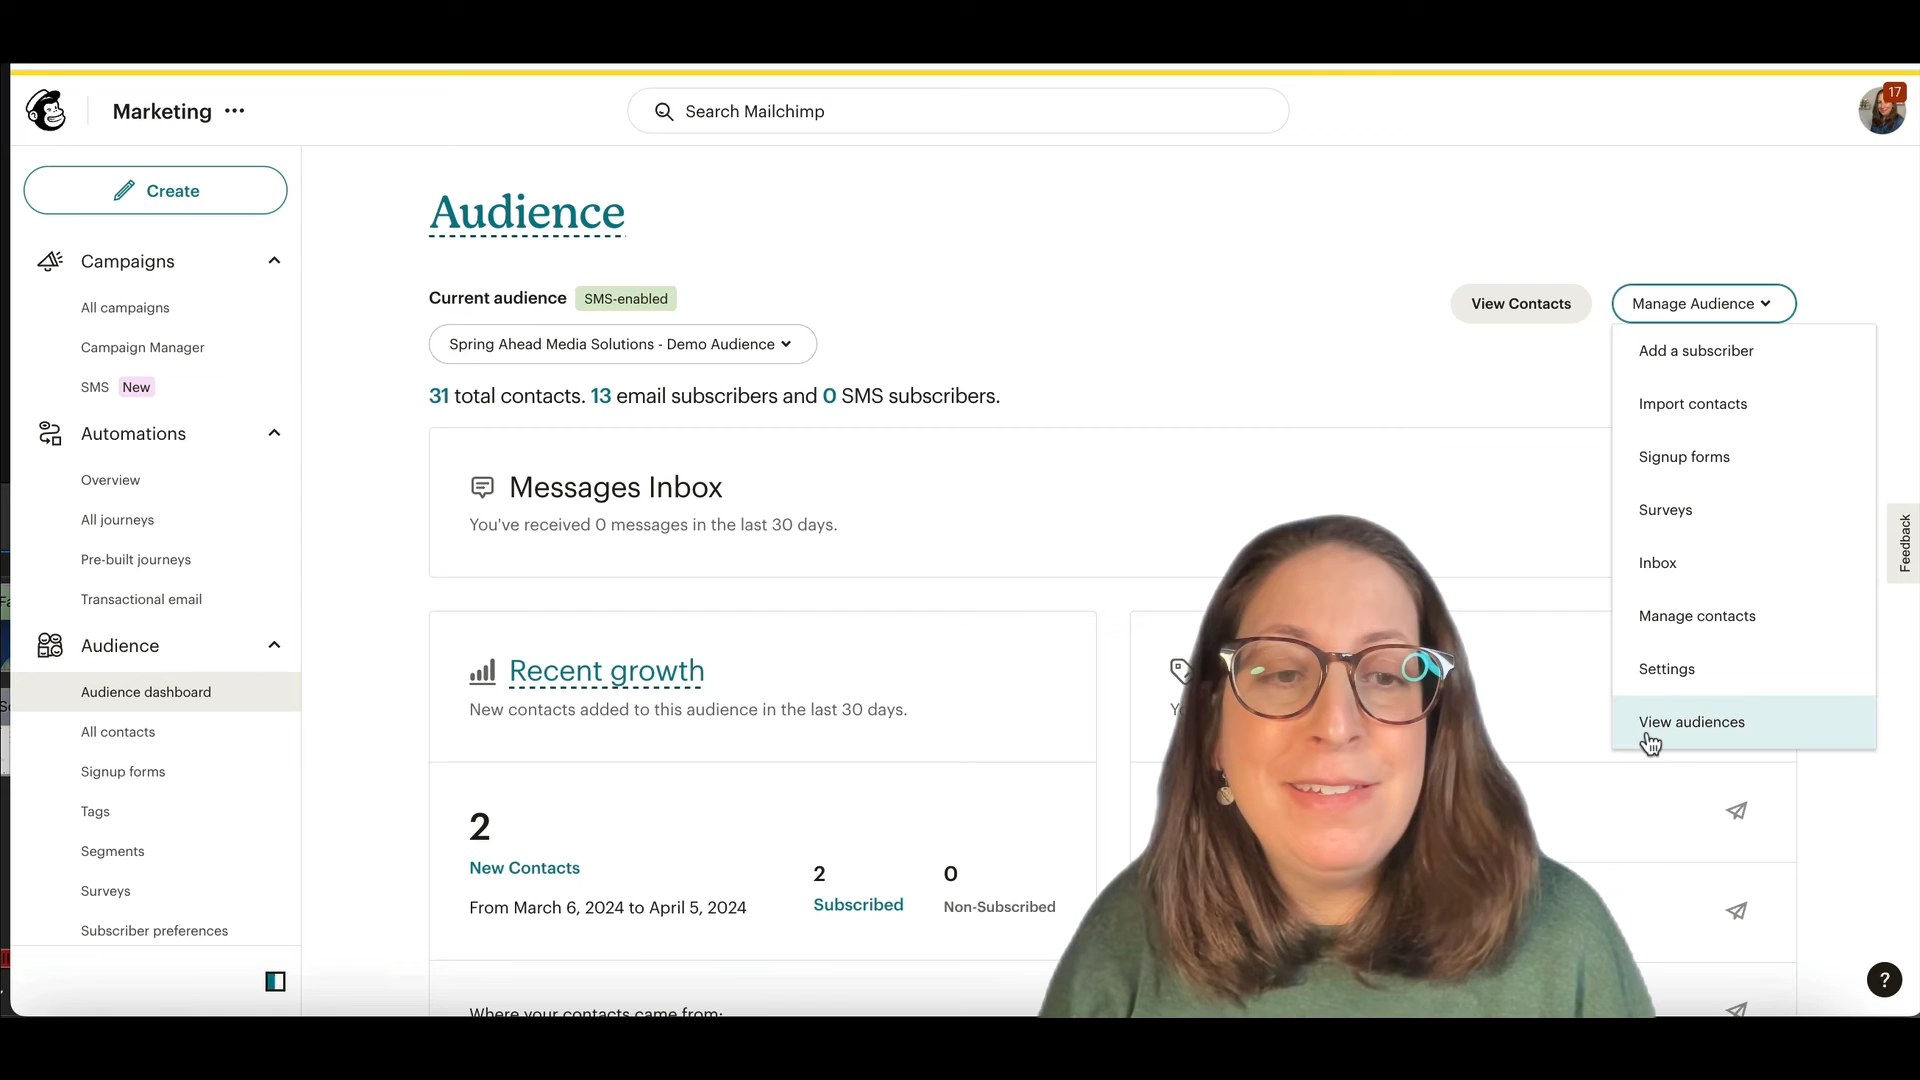 Marketing
Search Mailchimp
17
Create
Campaigns
All campaigns
Campaign Manager
SMS New
Automations
Overview
All journeys
Pre-built journeys
Transactional email
Audience
Audience dashboard
All contacts
Signup forms
Tags
Segments
Surveys
Subscriber preferences
Audience
Current audience SMS-enabled
Spring Ahead Media Solutions - Demo Audience
31 total contacts. 13 email subscribers and 0 SMS subscribers.
View Contacts
Manage Audience
Add a subscriber
Import contacts
Signup forms
Surveys
Inbox
Manage contacts
Settings
View audiences
Messages Inbox
You've received 0 messages in the last 30 days.
Recent growth
New contacts added to this audience in the last 30 days.
2
New Contacts
From March 6, 2024 to April 5, 2024
2
Subscribed
0
Non-Subscribed
Where your contacts came from:
Feedback
?